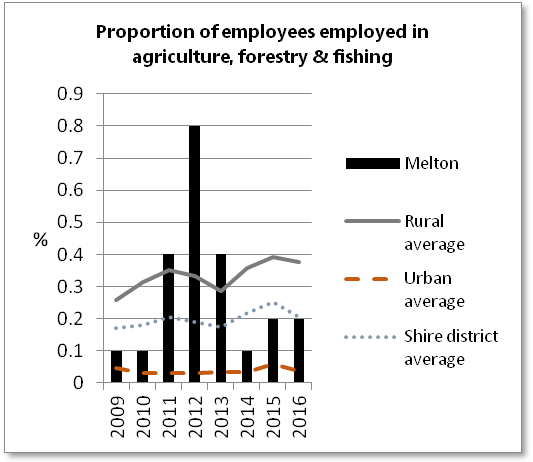 Proportion of employees employed in
agriculture, forestry & fishing
0.9
0.8
0.7
0.6
0.5
0.4
0.3
0.2
0.1
0
%
2009
2010
2011
2012
2013
2014
2015
2016
Melton
Rural
average
Urban
average
Shire district
average